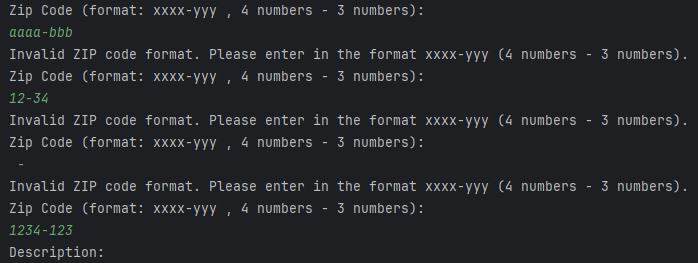 Zip Code (format: xxxx-yyy , 4 numbers - 3 numbers):
aaaa-bbb
Invalid ZIP code format. Please enter in the format xxxx-yyy (4 numbers - 3 numbers).
Zip Code (format: xxxx-yyy , 4 numbers - 3 numbers):
12-34
Invalid ZIP code format. Please enter in the format xxxx-yyy (4 numbers - 3 numbers).
Zip Code (format: xxxx-yyy , 4 numbers - 3 numbers):
 -
Invalid ZIP code format. Please enter in the format xxxx-yyy (4 numbers - 3 numbers).
Zip Code (format: xxxx-yyy , 4 numbers - 3 numbers):
1234-123
Description: